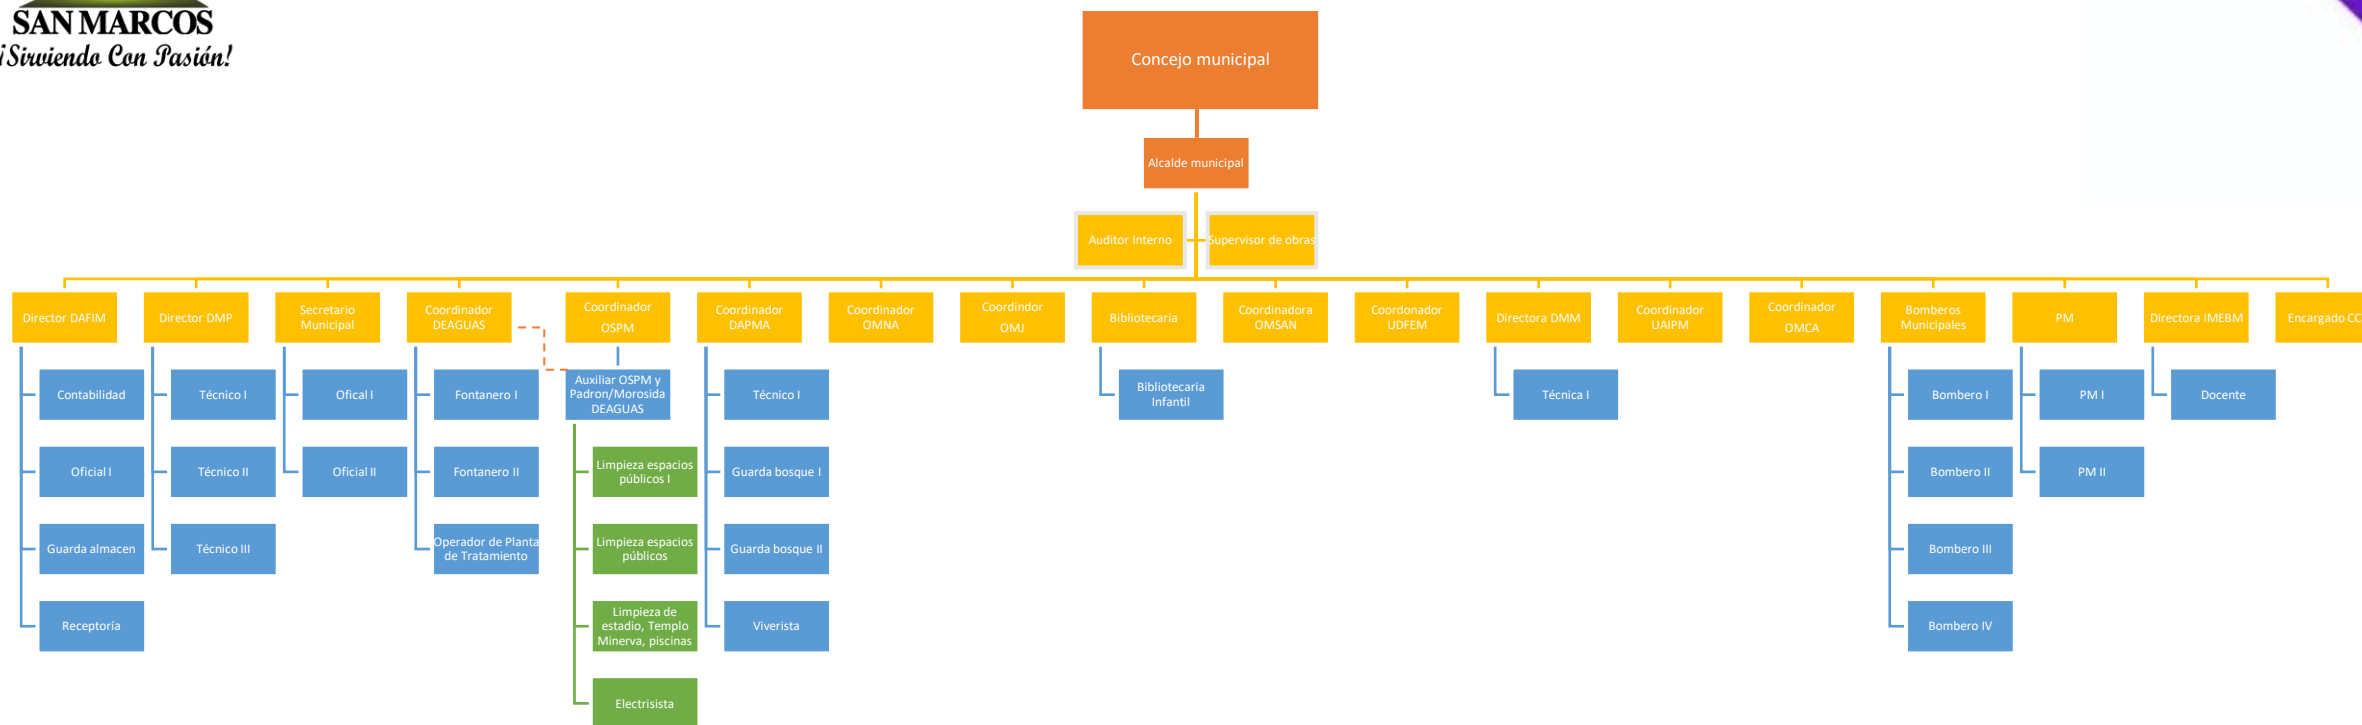 SAN MARCOS
¡Sirviendo Con Pasión!
Concejo municipal
Alcalde municipal
Auditor Interno
Supervisor de obras
Director DAFIM
Director DMP
Secretario
Municipal
Coordinador
DEAGUAS
Coordinador
OSPM
Coordinador
DAPMA
Coordinador
OMNA
Coordindor
OMJ
Bibliotecaria
Coordinadora
OMSAN
Coordonador
UDFEM
Directora DMM
Coordinador
UAIPM
Coordinador
OMCA
Bomberos
Municipales
PM
Directora IMEBM
Encargado CC
Contabilidad
Técnico I
Ofical I
Fontanero I
Auxiliar OSPM y
Padron/Morosida
DEAGUAS
Técnico I
Bibliotecaria
Infantil
Técnica I
Bombero I
PM I
Docente
Oficial I
Técnico II
Oficial II
Fontanero II
Limpieza espacios
públicos I
Guarda bosque I
Bombero II
PM II
Guarda almacen
Técnico III
Operador de Planta
de Tratamiento
Limpieza espacios
públicos
Guarda bosque II
Bombero III
Receptoría
Limpieza de
estadio, Templo
Minerva, piscinas
Viverista
Bombero IV
Electrisista